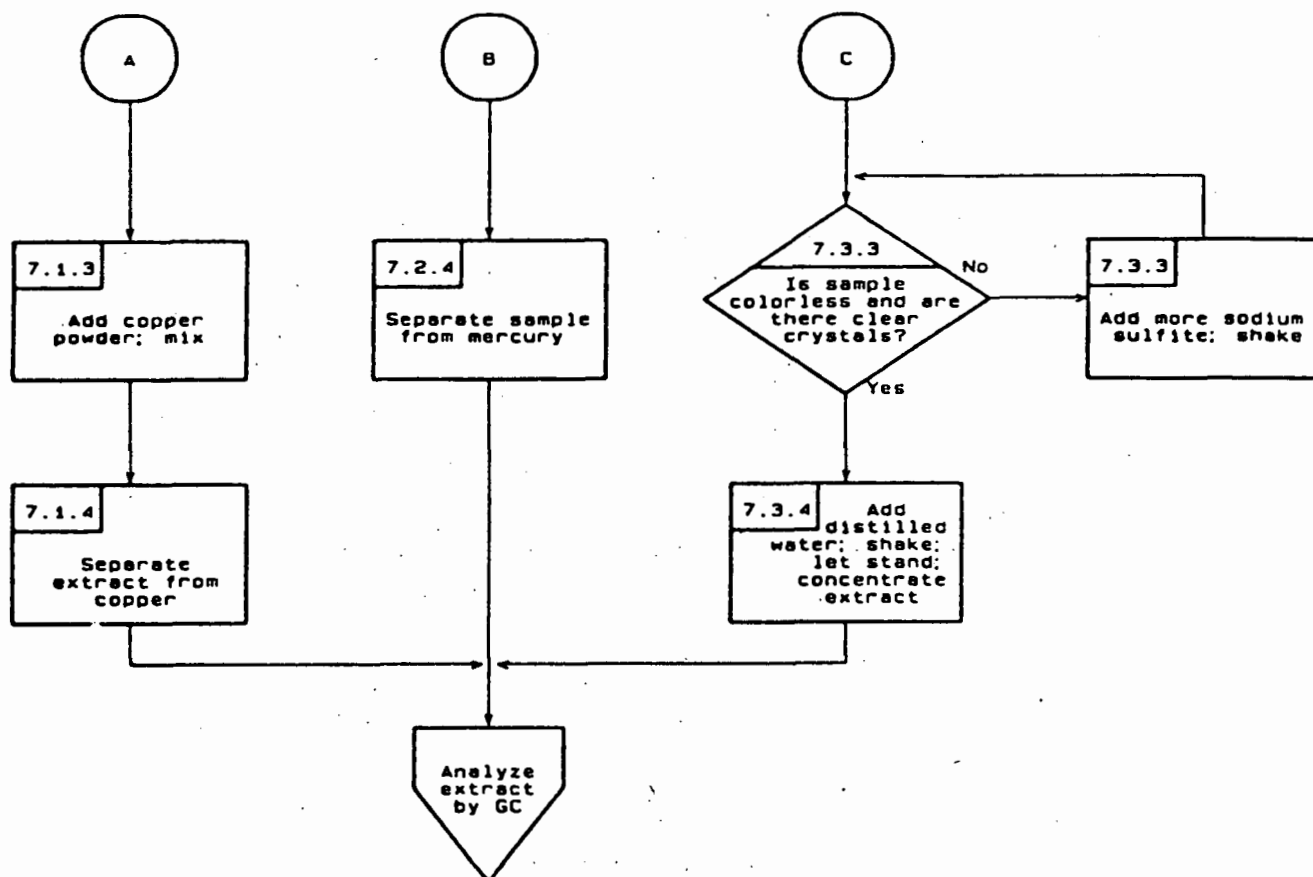 A
B
C
7.1.3
Add copper
powder; mix
7.2.4
Separate sample
from mercury
7.3.3
Is sample
colorless and are
there clear
crystals?
No
Yes
7.3.3
Add more sodium
sulfite; shake
7.1.4
Separate
extract from
copper
7.3.4
Add
distilled
water; shake;
let stand;
concentrate
extract
Analyze
extract
by GC